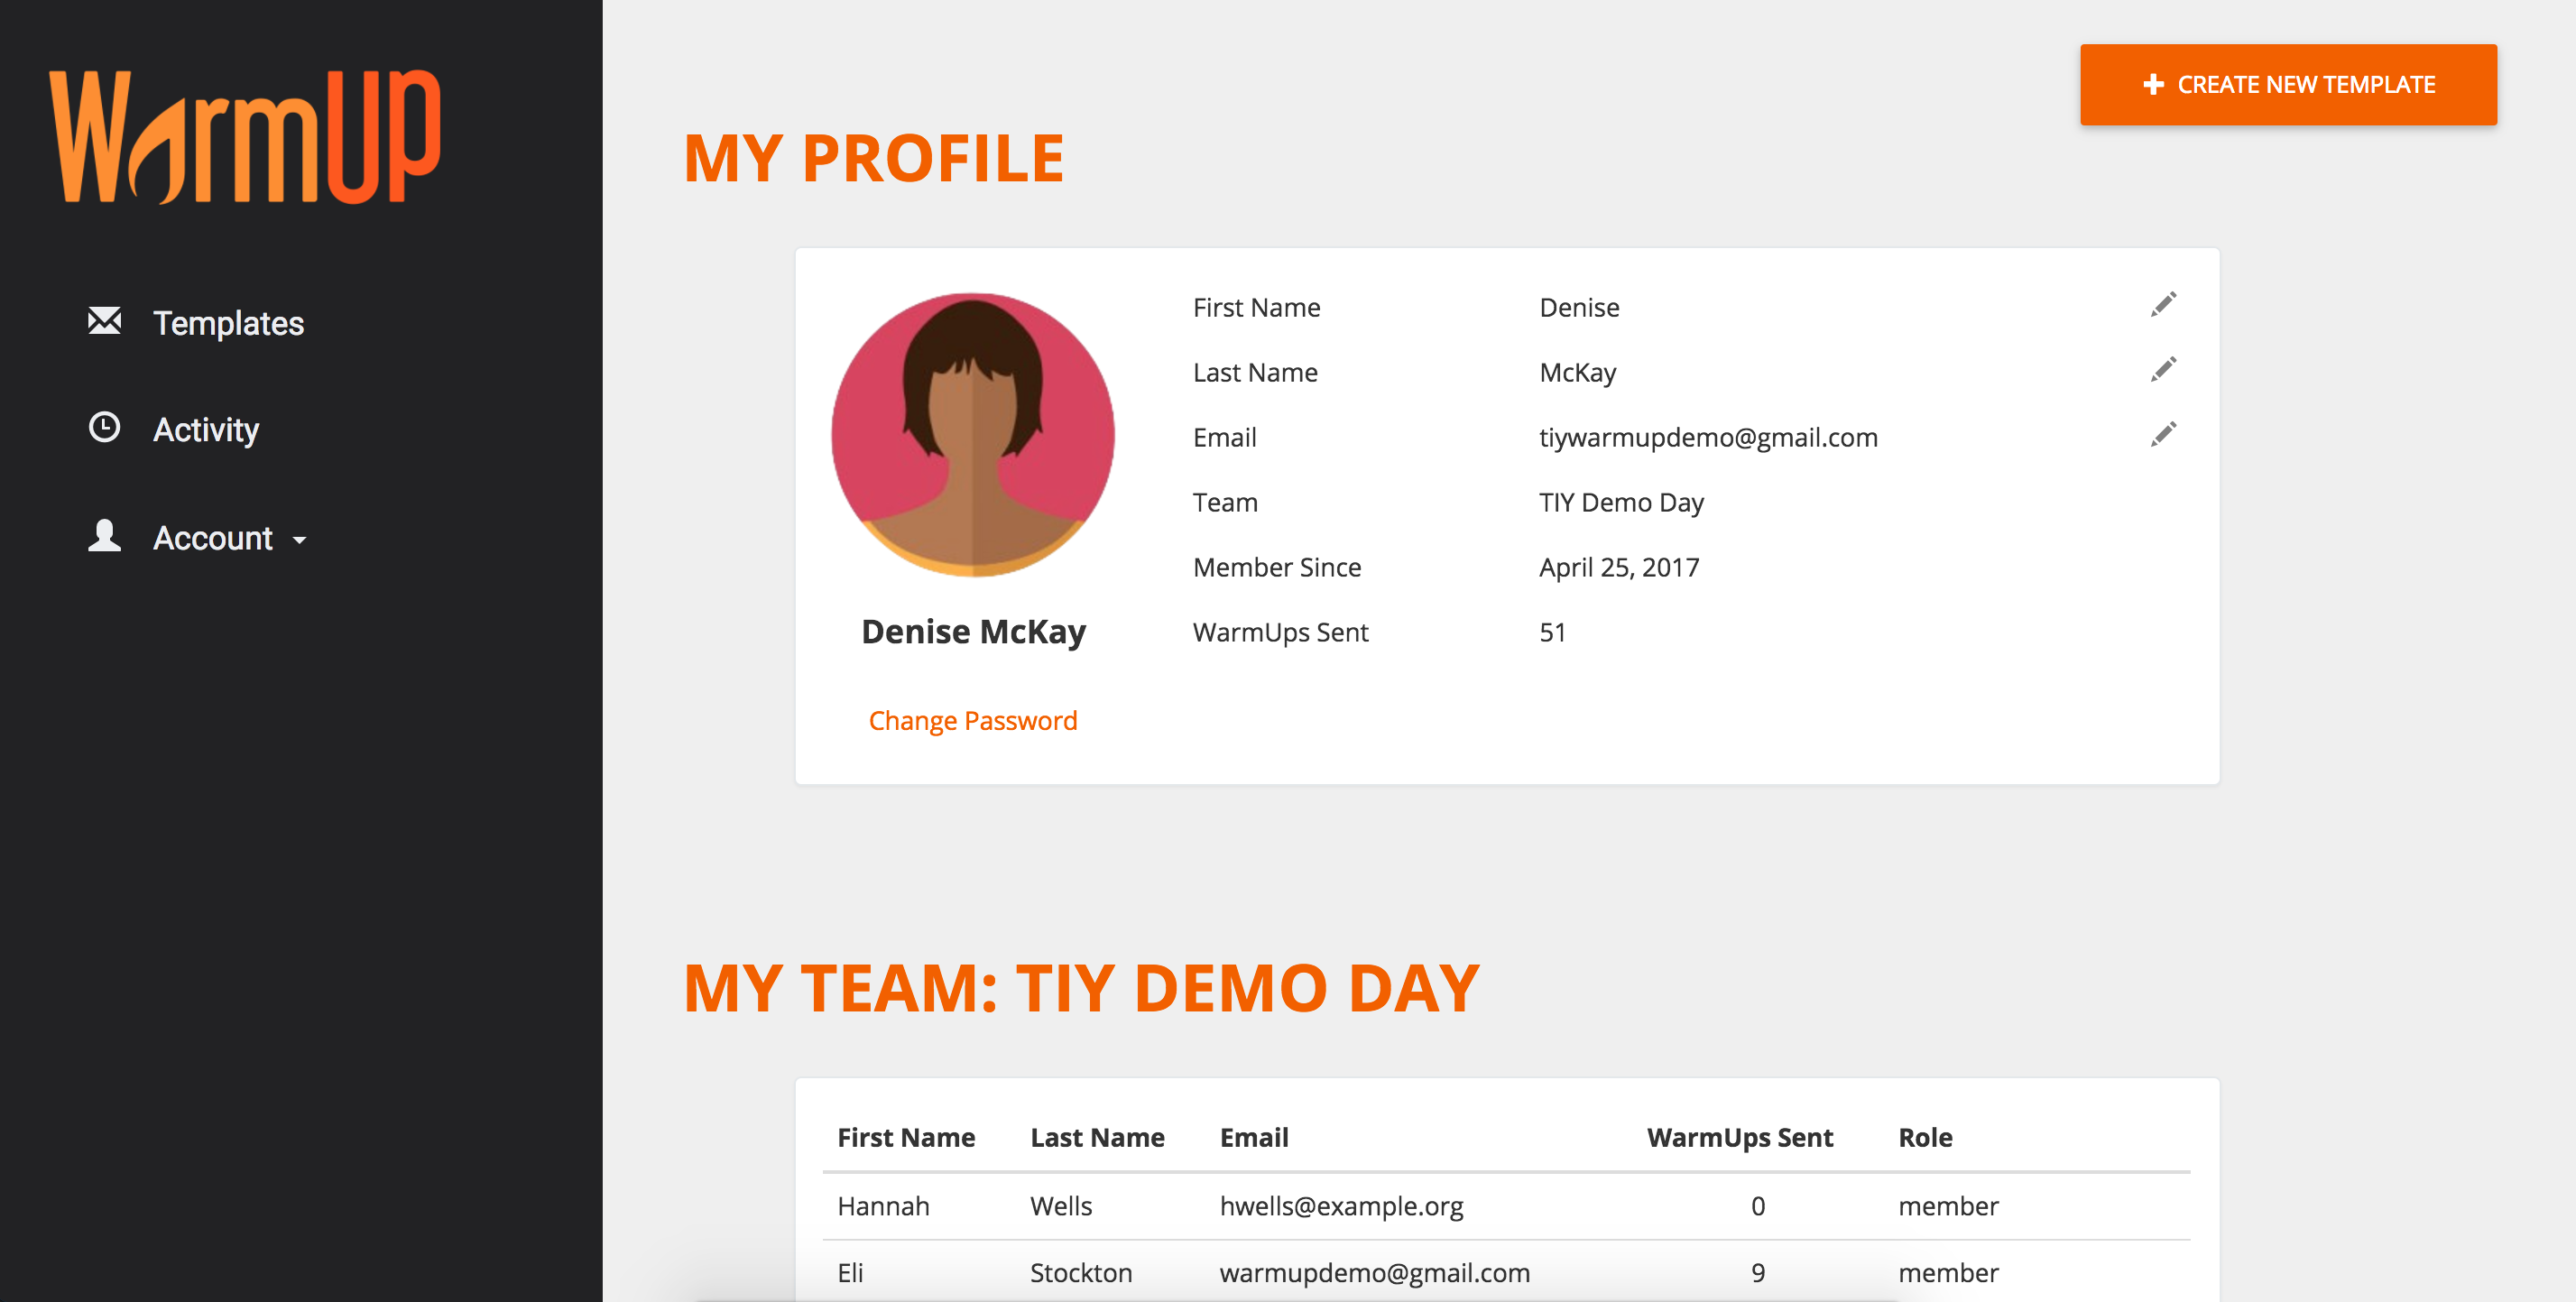 WarmUP
Templates
Activity
Account
CREATE NEW TEMPLATE
MY PROFILE
First Name Denise
Last Name McKay
Email tiywarmupdemo@gmail.com
Team TIY Demo Day
Member Since April 25, 2017
WarmUps Sent 51
Denise McKay
Change Password
MY TEAM: TIY DEMO DAY
First Name Last Name Email WarmUps Sent Role
Hannah Wells hwells@example.org 0 member
Eli Stockton warmupdemo@gmail.com 9 member